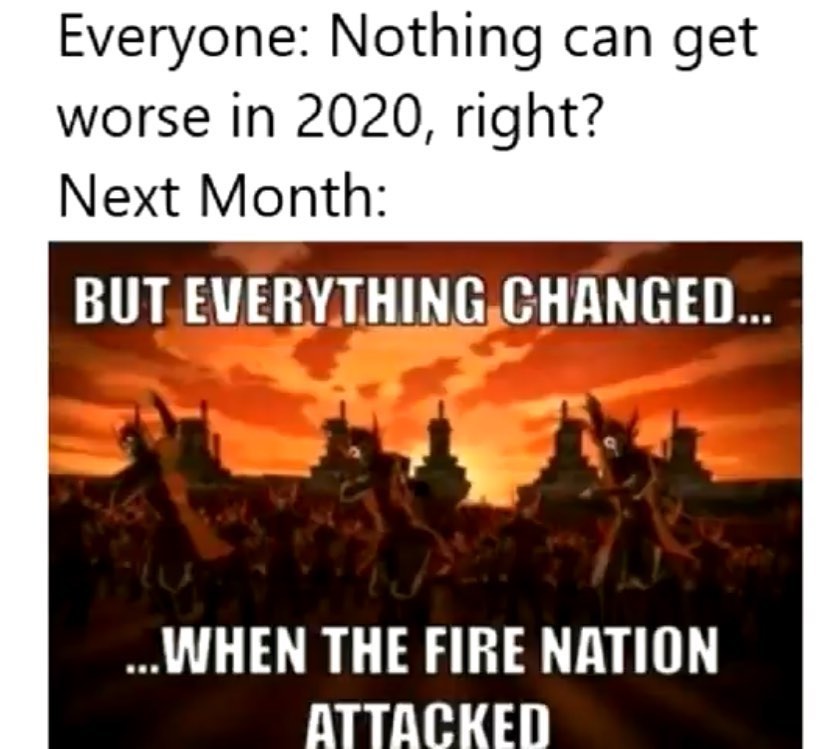 Everyone: Nothing can get
worse in 2020, right?
Next Month:
BUT EVERYTHING CHANGED...
...WHEN THE FIRE NATION
ATTACKED